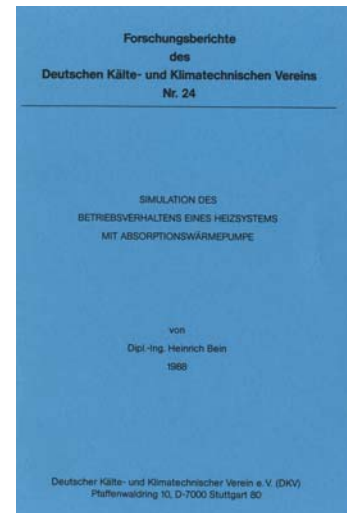 Forschungsberichte
des
Deutschen Kälte- und Klimatechnischen Vereins
Nr. 24
SIMULATION DES
BETRIEBSVERHALTENS EINES HEIZSYSTEMS
MIT ABSORPTIONSWÄRMEPUMPE
von
Dipl.-Ing. Heinrich Bein
1988
Deutscher Kälte- und Klimatechnischer Verein e.V. (DKV)
Pfaffenwaldring 10, D-7000 Stuttgart 80